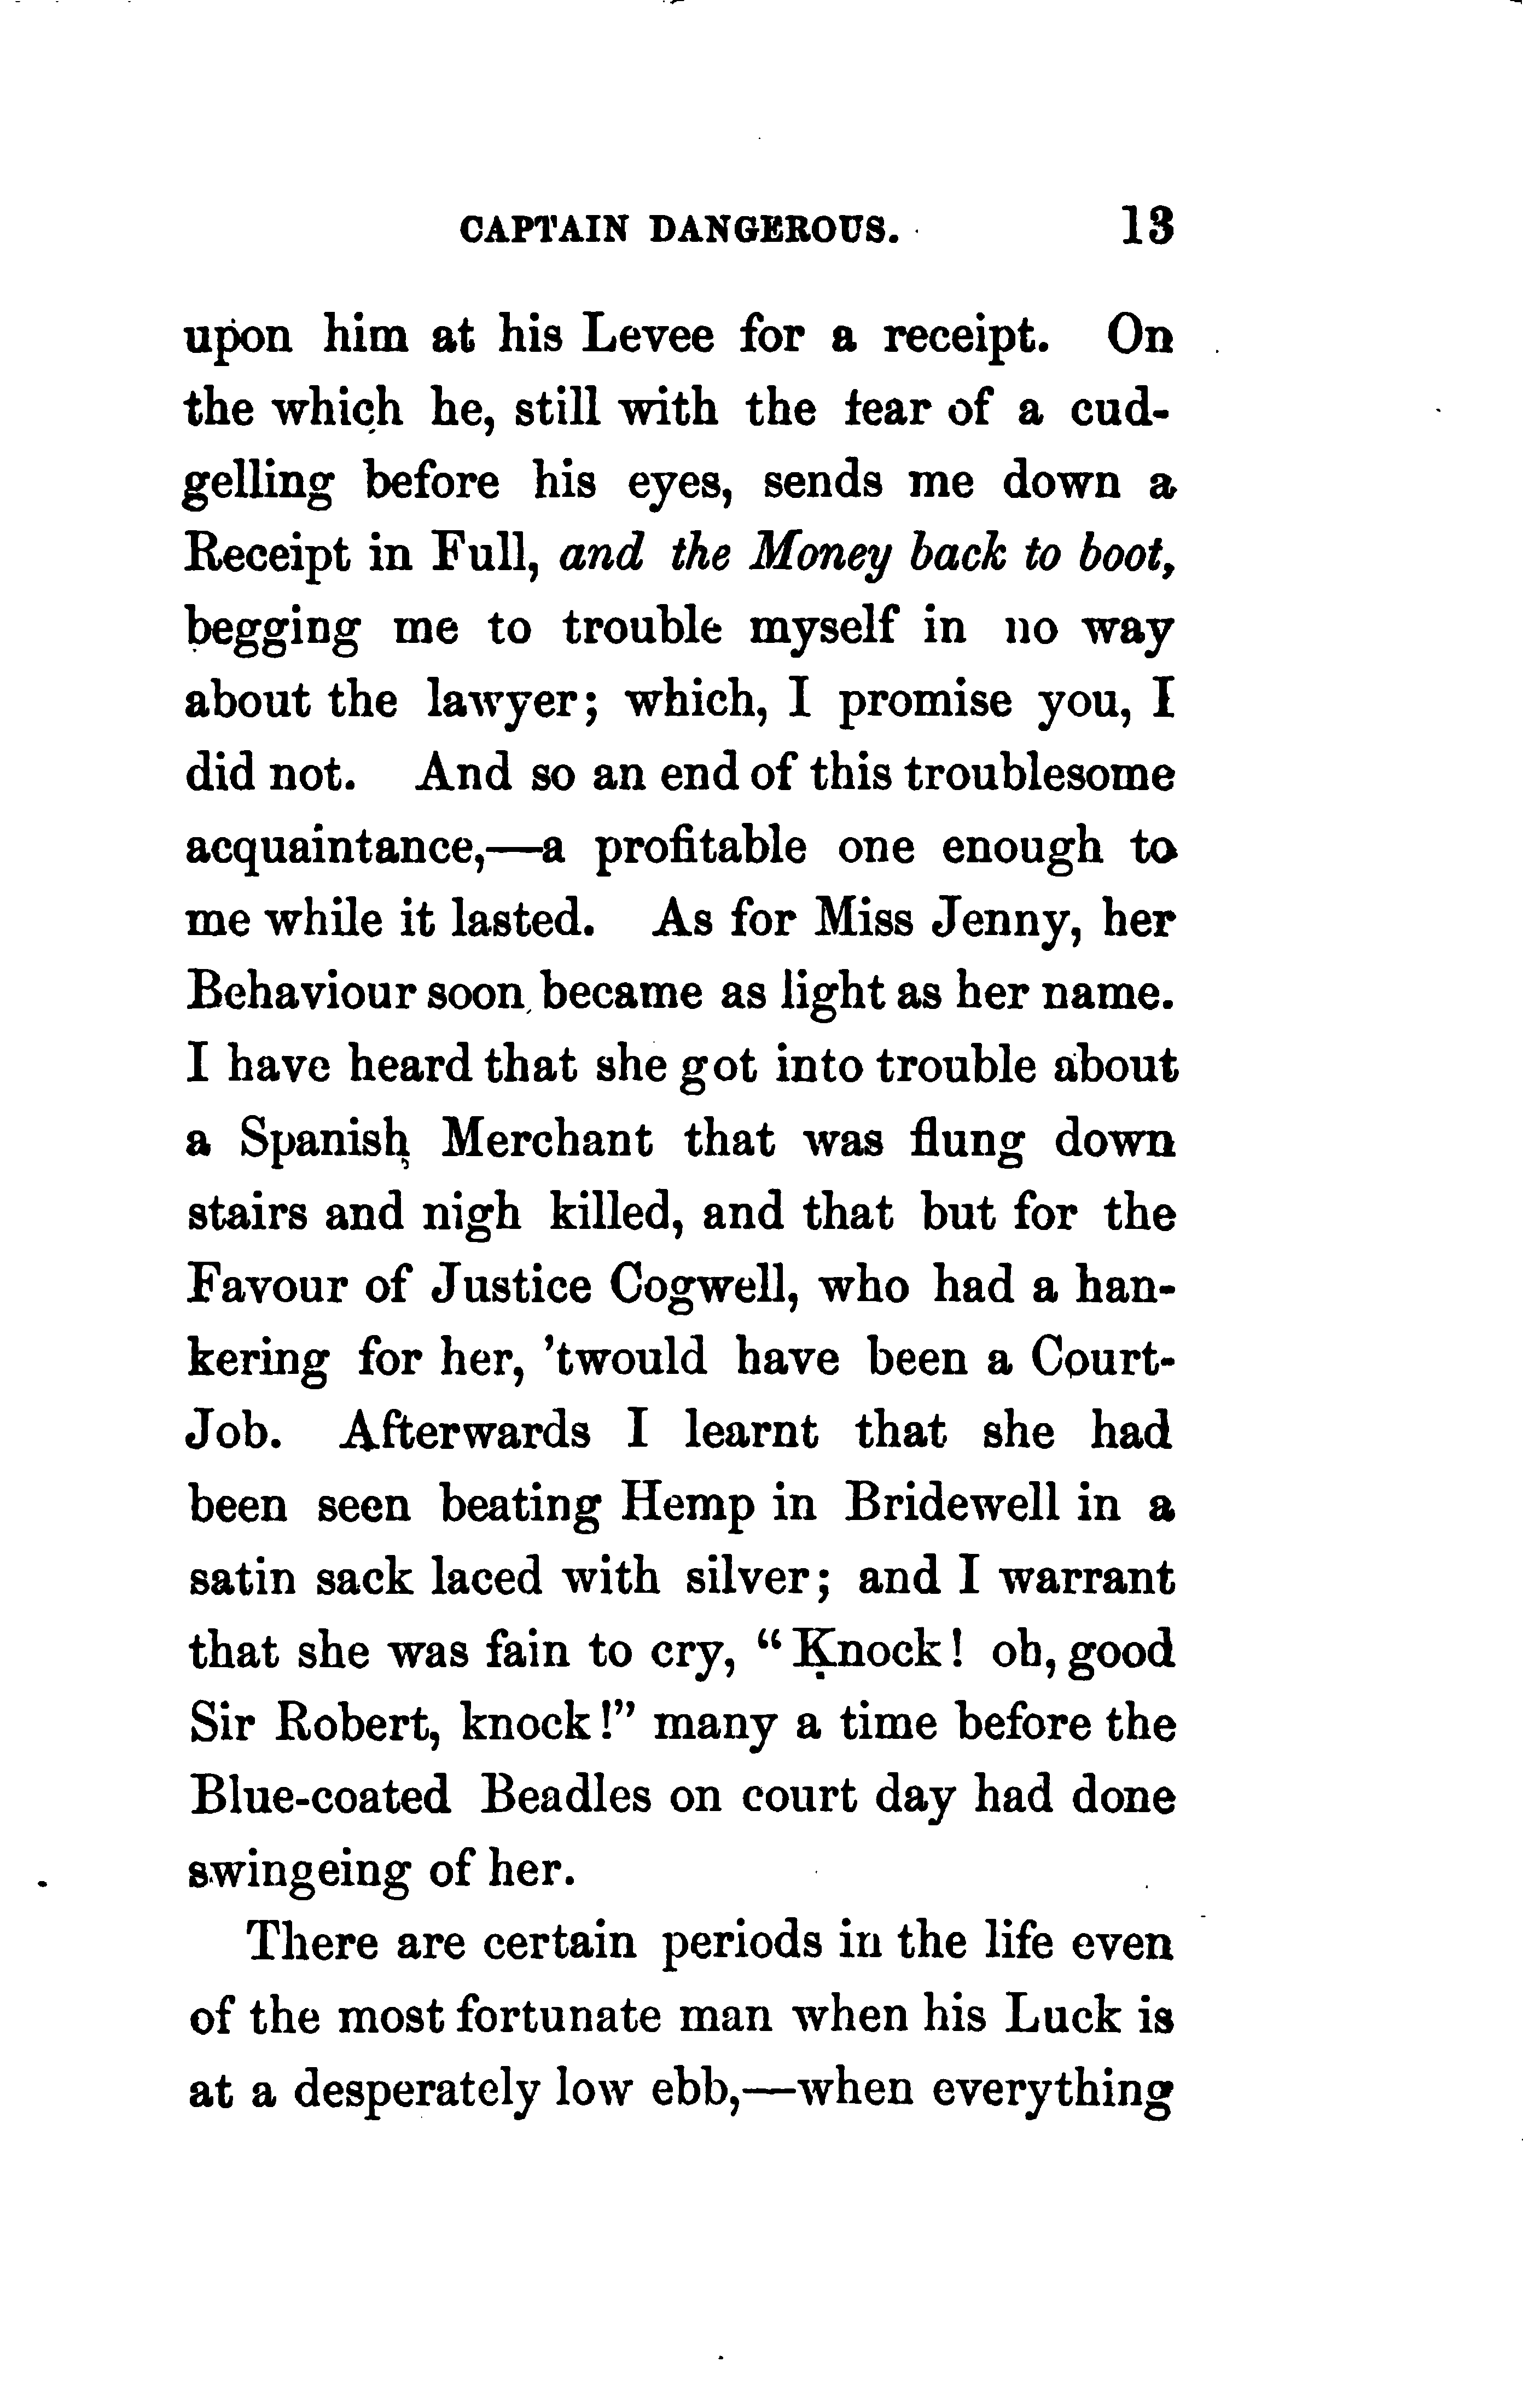 CAPTAIN DANGEROUS. 13
upon him at his Levee for a receipt. On
the which he, still with the fear of a cud-
gelling before his eyes, sends me down a
Receipt in Full, and the Money back to boot,
begging me to trouble myself in no way
about the lawyer; which, I promise you, I
did not. And so an end of this troublesome
acquaintance,—a profitable one enough to
me while it lasted. As for Miss Jenny, her
Behaviour soon became as light as her name.
I have heard that she got into trouble about
a Spanish Merchant that was flung down
stairs and nigh killed, and that but for the
Favour of Justice Cogwell, who had a han-
kering for her, ’twould have been a Court-
Job. Afterwards I learnt that she had
been seen beating Hemp in Bridewell in a
satin sack laced with silver; and I warrant
that she was fain to cry, “Knock! oh, good
Sir Robert, knock!” many a time before the
Blue-coated Beadles on court day had done
swingeing of her.
There are certain periods in the life even
of the most fortunate man when his Luck is
at a desperately low ebb,—when everything